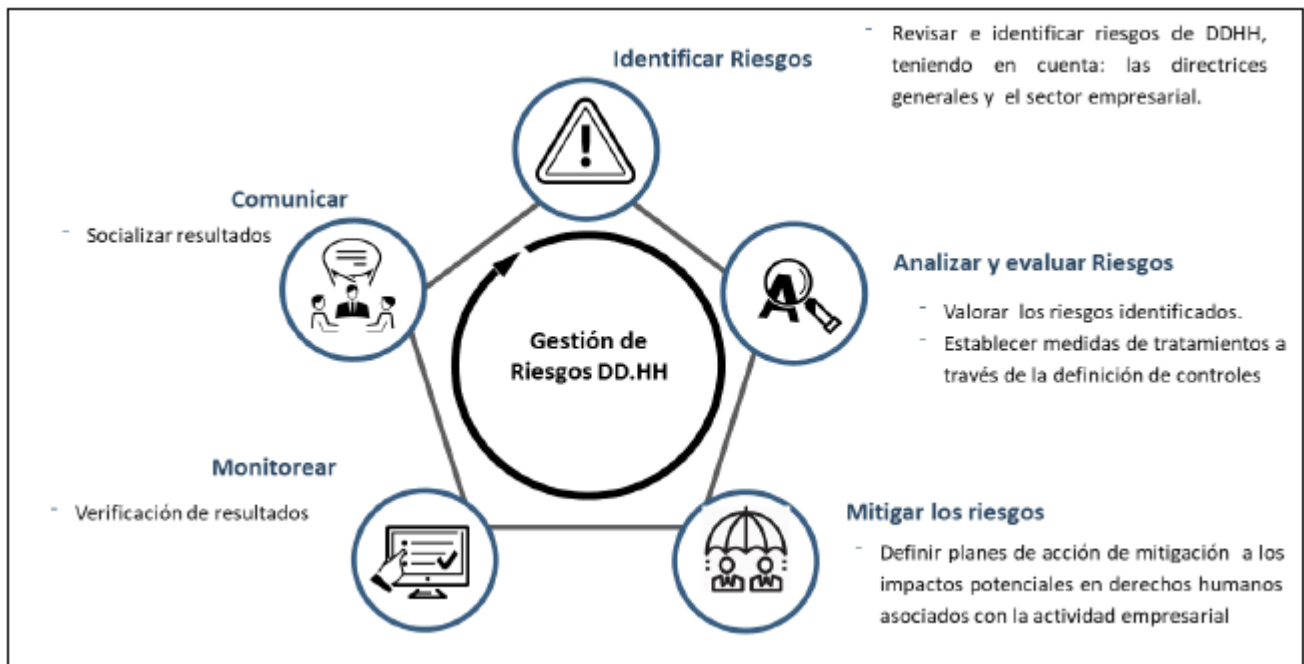 Identificar Riesgos
- Revisar e identificar riesgos de DDHH,
teniendo en cuenta: las directrices
generales y el sector empresarial.
Analizar y evaluar Riesgos
- Valorar los riesgos identificados.
- Establecer medidas de tratamientos a
través de la definición de controles
Mitigar los riesgos
- Definir planes de acción de mitigación a los
impactos potenciales en derechos humanos
asociados con la actividad empresarial
Monitorear
- Verificación de resultados
Comunicar
- Socializar resultados
Gestión de
Riesgos DD.HH
A